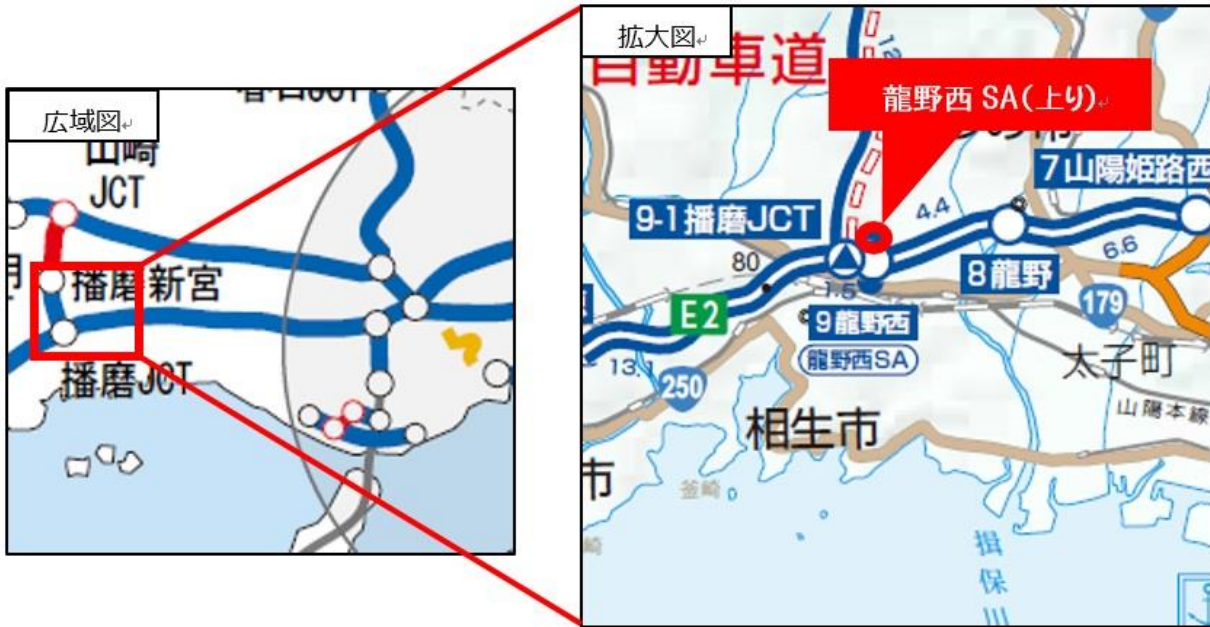 広域図
山崎
JCT
播磨新宮
播磨JCT
拡大図
自動車道
龍野西 SA(上り)
7山陽姫路西
9-1播磨JCT
4.4
6.6
80
8龍野
1.5
E2
9龍野西
龍野西SA
179
太子町
13.1
250
山陽本線
相生市
市
釜崎
崎
揖
保
川